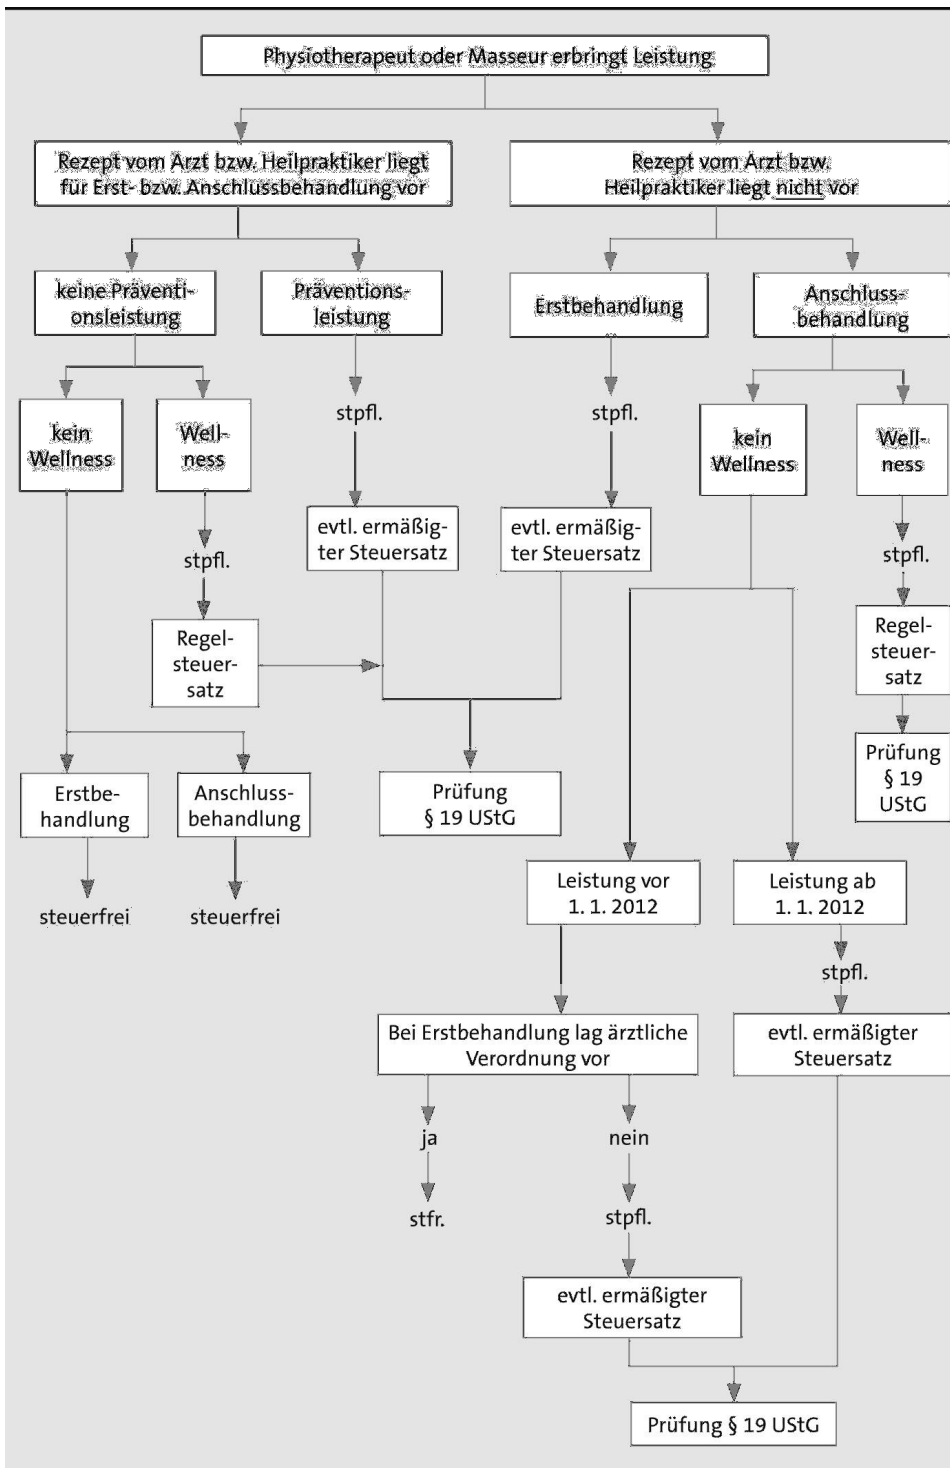 Physiotherapeut oder Masseur erbringt Leistung
Rezept vom Arzt bzw. Heilpraktiker liegt
für Erst- bzw. Anschlussbehandlung vor
Rezept vom Arzt bzw.
Heilpraktiker liegt nicht vor
keine Präventi-
onsleistung
Präventions-
leistung
Erstbehandlung
Anschluss-
behandlung
kein
Wellness
Well-
ness
stpfl.
stpfl.
kein
Wellness
Well-
ness
evtl. ermäßig-
ter Steuersatz
evtl. ermäßig-
ter Steuersatz
stpfl.
stpfl.
Regel-
steuer-
satz
Regel-
steuer-
satz
Prüfung
§ 19
UStG
Erstbe-
handlung
Anschluss-
behandlung
Prüfung
§ 19 UStG
steuerfrei
steuerfrei
Leistung vor
1. 1. 2012
Leistung ab
1. 1. 2012
stpfl.
Bei Erstbehandlung lag ärztliche
Verordnung vor
evtl. ermäßigter
Steuersatz
ja
nein
stfr.
stpfl.
evtl. ermäßigter
Steuersatz
Prüfung § 19 UStG